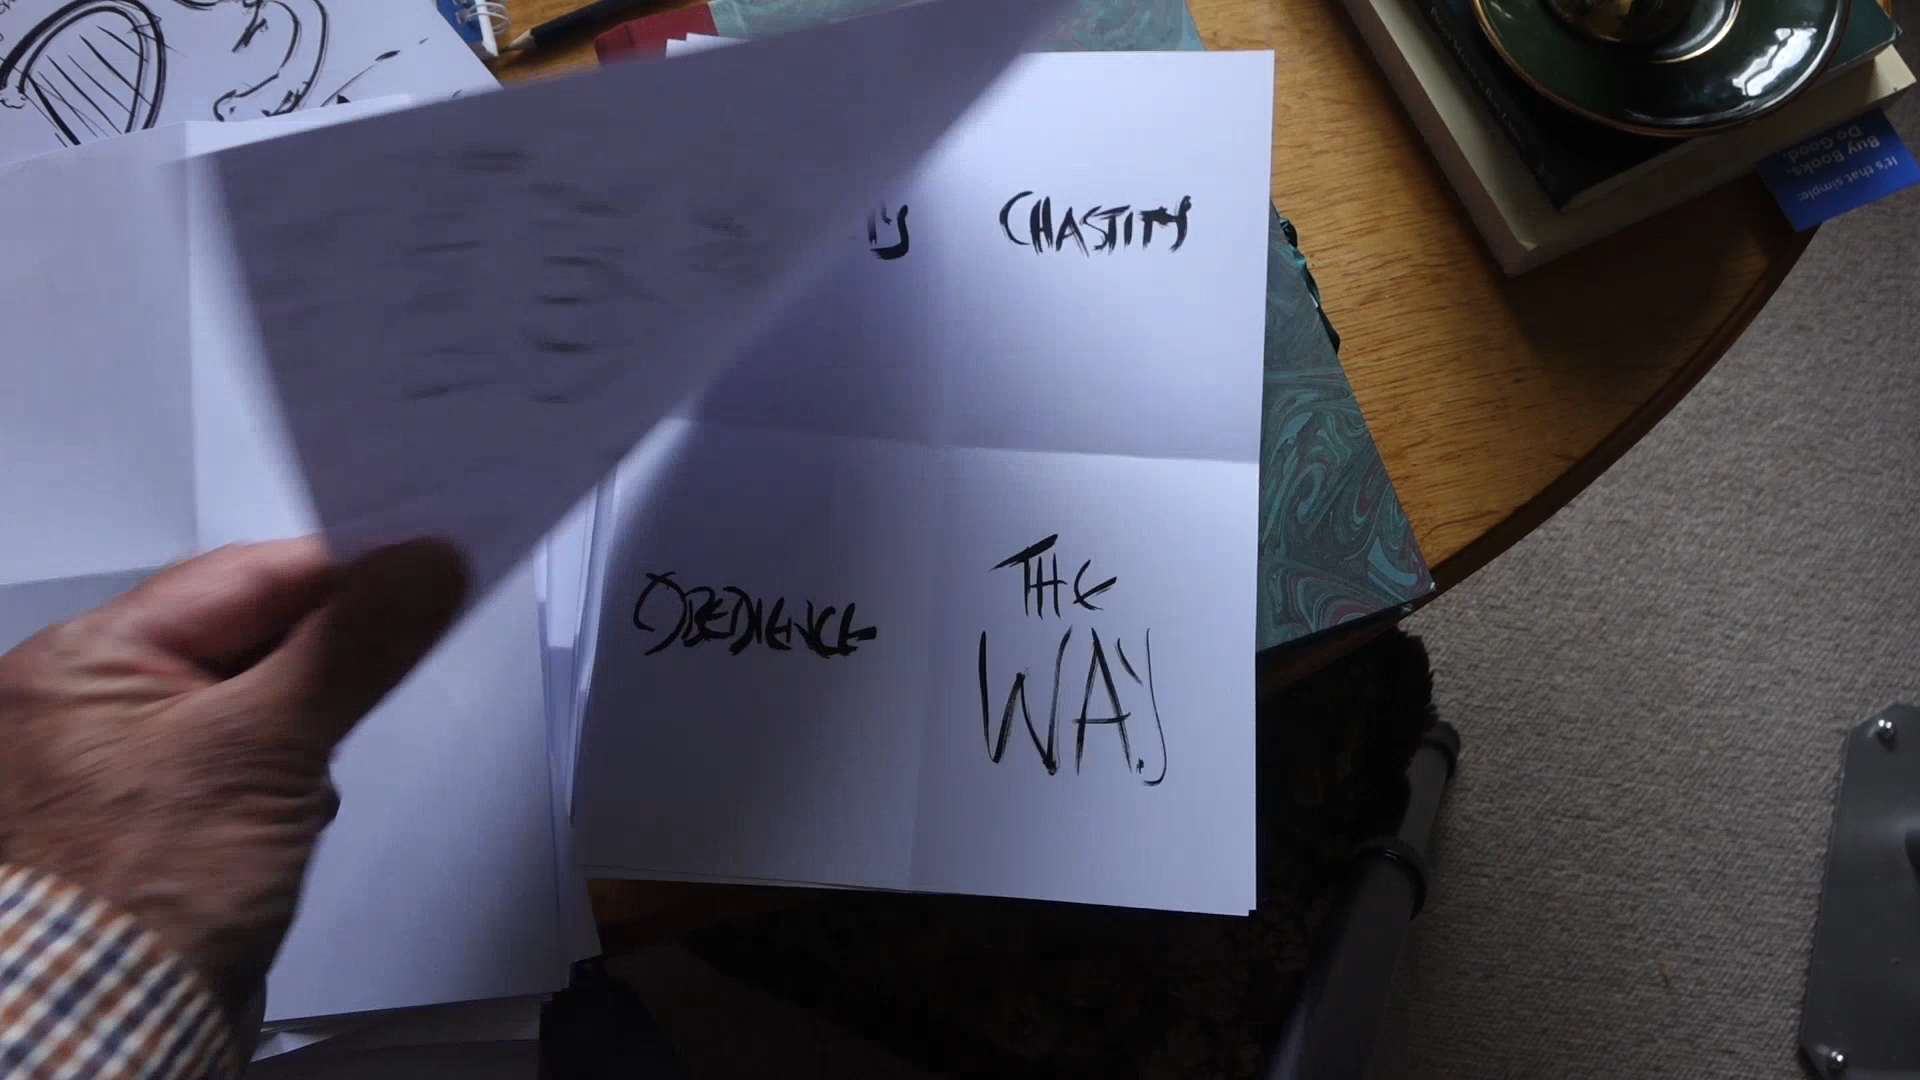 CHASTITY
OBEDIENCE
THE
WAY
It's that simple:
Buy Books.
Do Good.